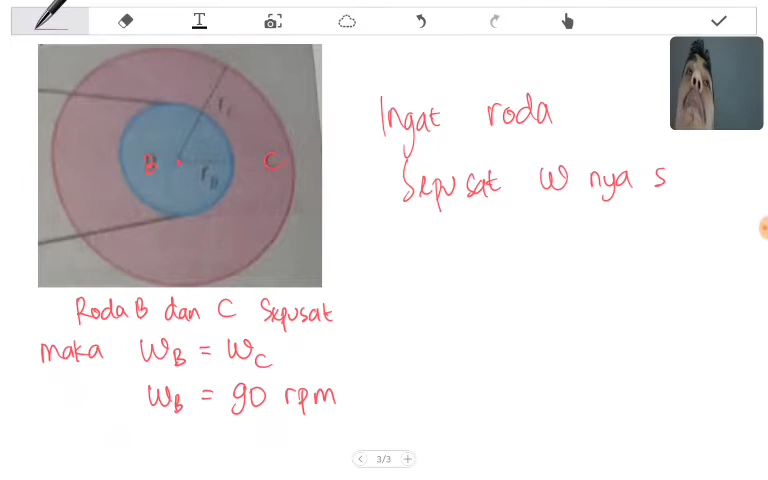 Ingat roda
Sepusat ω nya s
B
C
Roda B dan C Sepusat
maka ω_B = ω_C
ω_B = 90 rpm
3/3